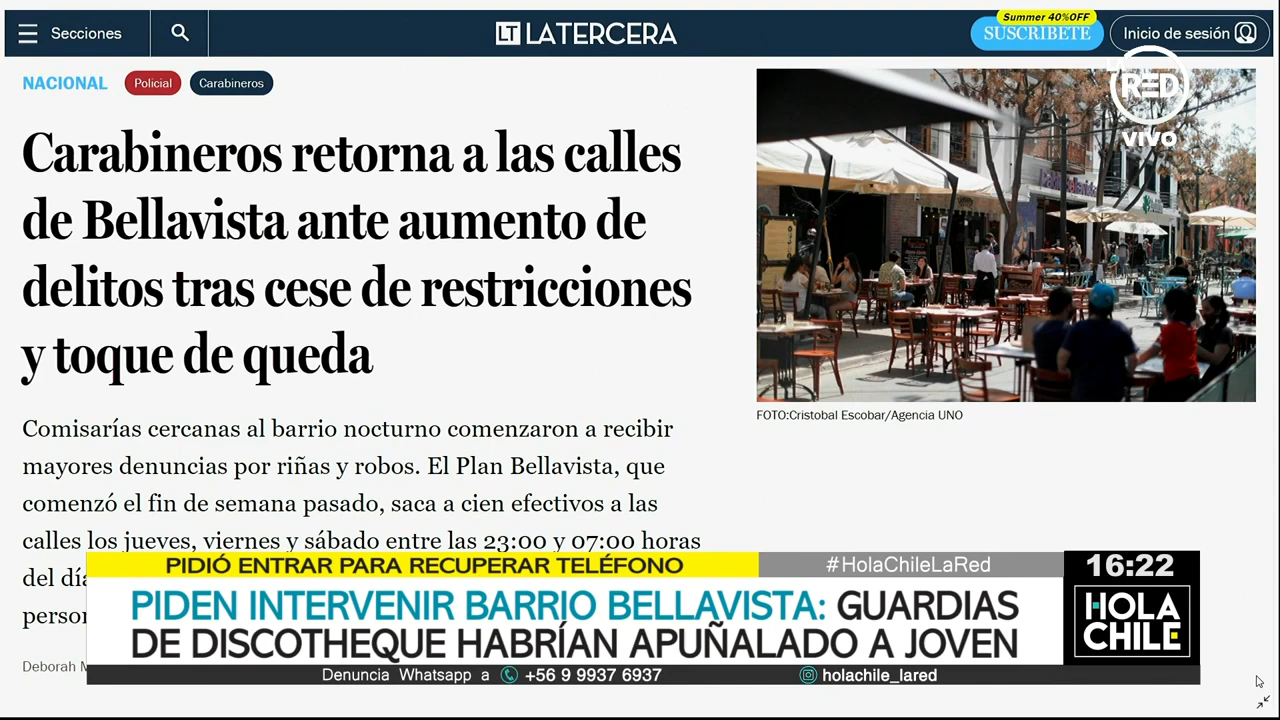 Secciones
LT LATERCERA
Summer 40%OFF
SUSCRÍBETE
Inicio de sesión
NACIONAL
Policial
Carabineros
RED
VIVO
Carabineros retorna a las calles
de Bellavista ante aumento de
delitos tras cese de restricciones
y toque de queda
FOTO:Cristobal Escobar/Agencia UNO
Comisarías cercanas al barrio nocturno comenzaron a recibir
mayores denuncias por riñas y robos. El Plan Bellavista, que
comenzó el fin de semana pasado, saca a cien efectivos a las
calles los jueves, viernes y sábado entre las 23:00 y 07:00 horas
del
Deborah
PIDIÓ ENTRAR PARA RECUPERAR TELÉFONO
#HolaChileLaRed
16:22
PIDEN INTERVENIR BARRIO BELLAVISTA: GUARDIAS
DE DISCOTHEQUE HABRÍAN APUÑALADO A JOVEN
HOLA
CHILE
Denuncia Whatsapp a +56 9 9937 6937
holachile_lared